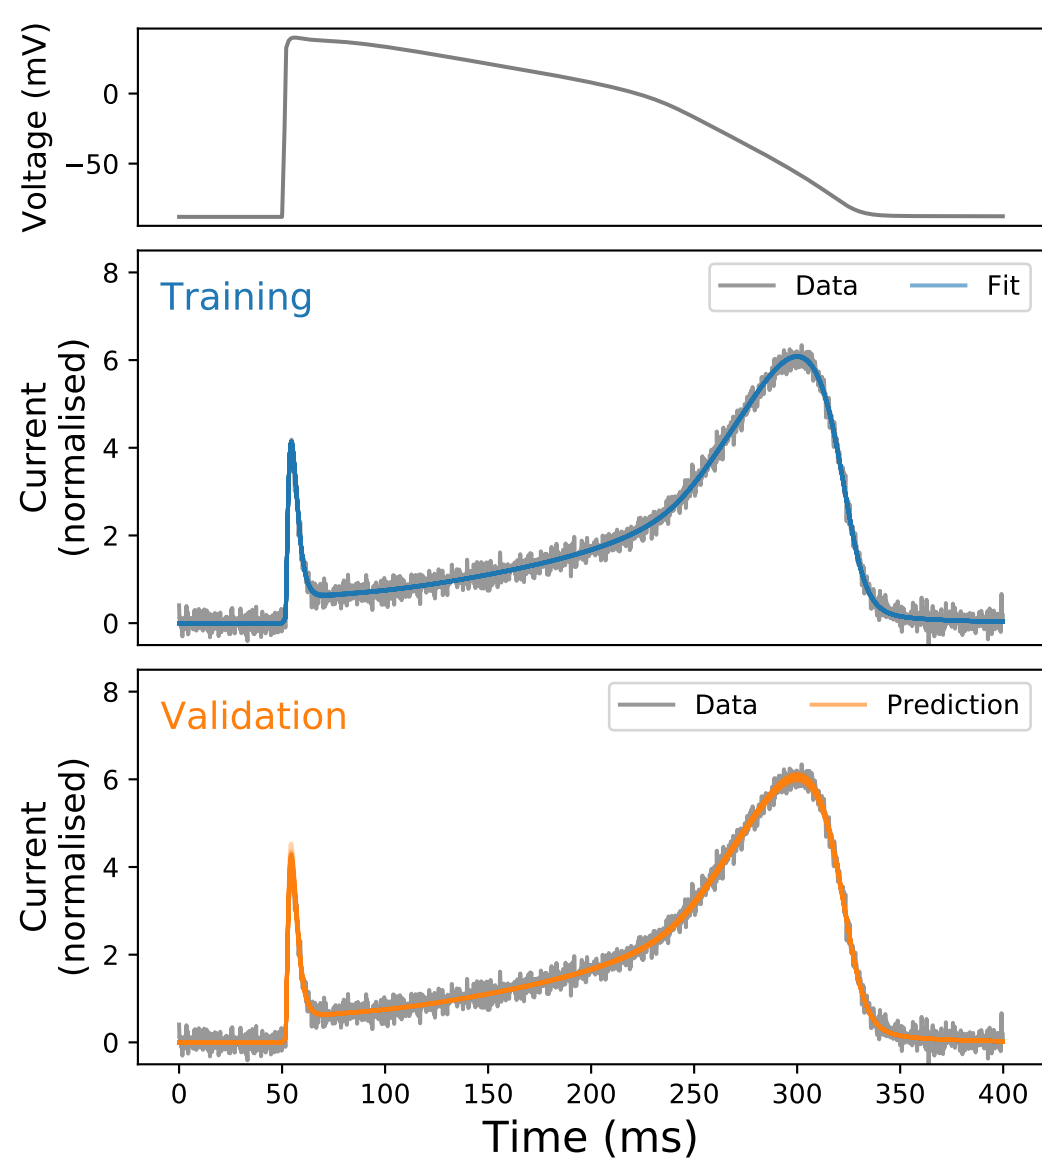 Voltage (mV)
0
−50
Current
(normalised)
8
6
4
2
0
Training
Data
Fit
Current
(normalised)
8
6
4
2
0
Validation
Data
Prediction
0 50 100 150 200 250 300 350 400
Time (ms)